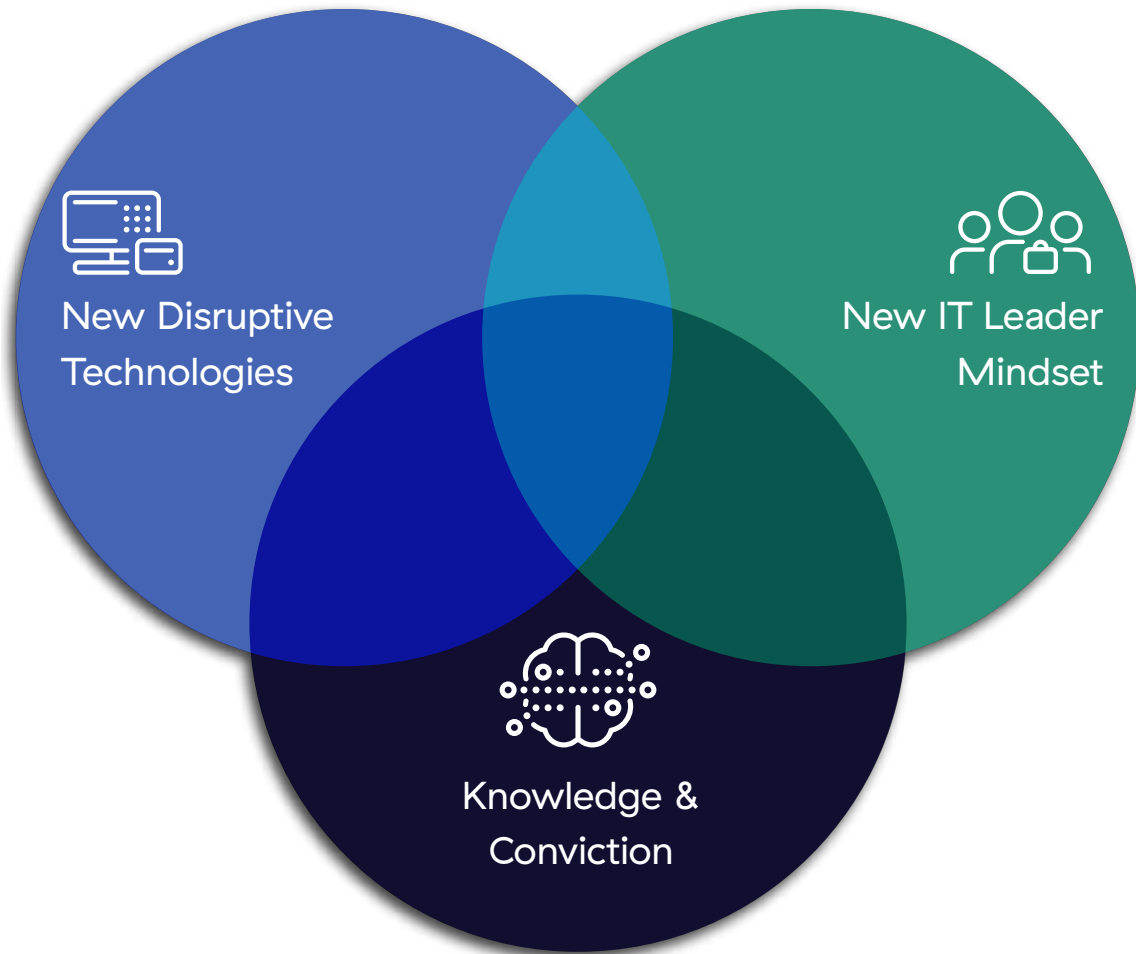 New Disruptive
Technologies
New IT Leader
Mindset
Knowledge &
Conviction